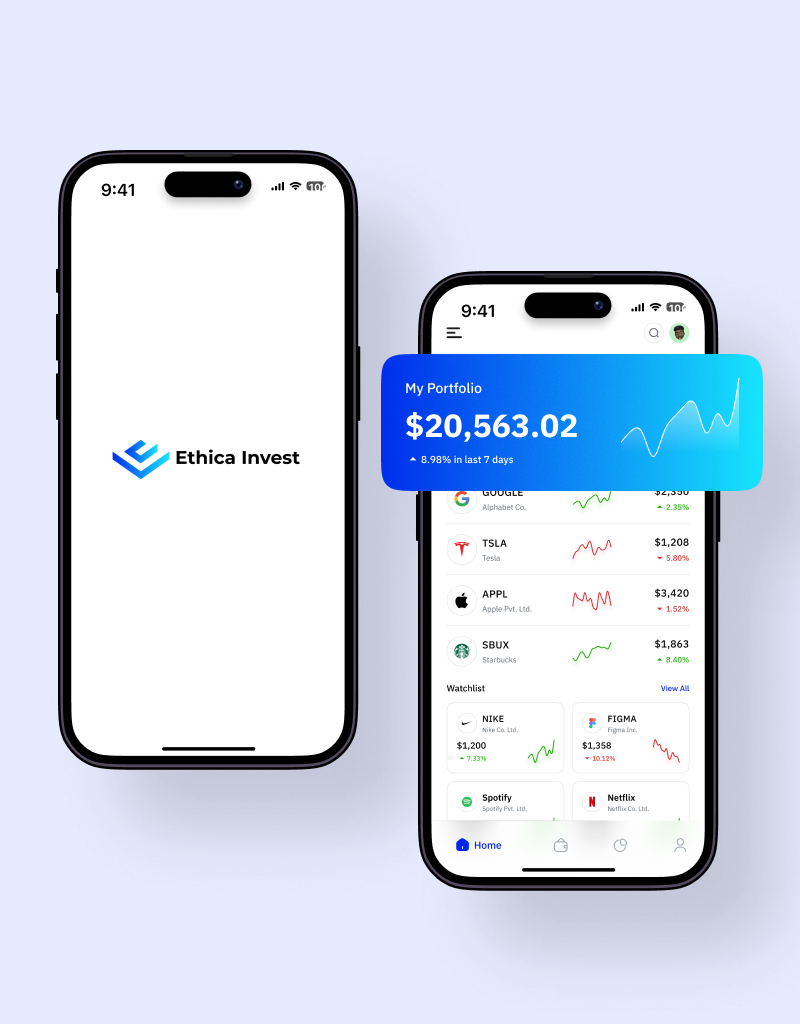 9:41
Ethica Invest
9:41
My Portfolio
$20,563.02
8.98% in last 7 days
GOOGLE
$2,350
Alphabet Co.
2.35%
TSLA
$1,208
Tesla
5.80%
APPL
$3,420
Apple Pvt. Ltd.
1.52%
SBUX
$1,863
Starbucks
8.40%
Watchlist
View All
NIKE
Nike Co. Ltd.
$1,200
7.33%
FIGMA
Figma Inc.
$1,358
10.12%
Spotify
Spotify Pvt. Ltd.
Netflix
Netflix Co. Ltd.
Home